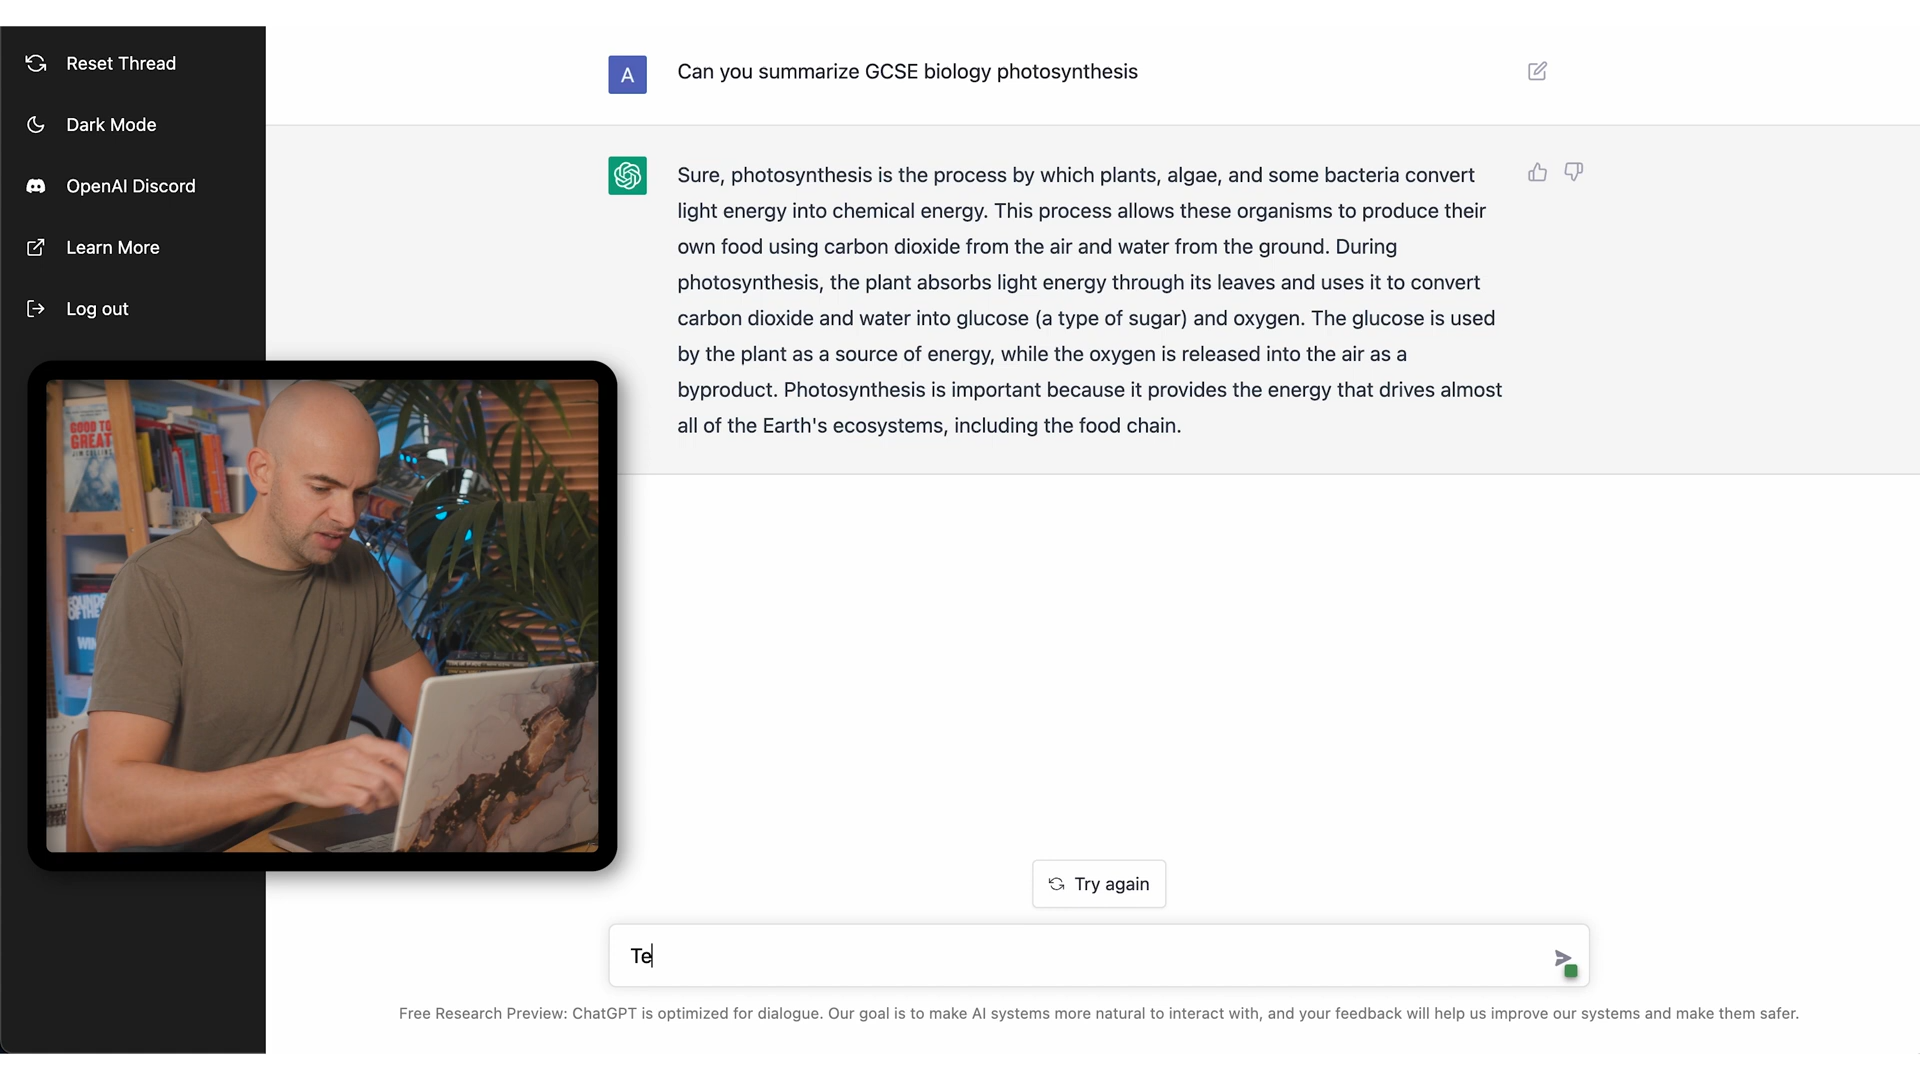 Reset Thread
Dark Mode
OpenAI Discord
Learn More
Log out
A
Can you summarize GCSE biology photosynthesis
Sure, photosynthesis is the process by which plants, algae, and some bacteria convert
light energy into chemical energy. This process allows these organisms to produce their
own food using carbon dioxide from the air and water from the ground. During
photosynthesis, the plant absorbs light energy through its leaves and uses it to convert
carbon dioxide and water into glucose (a type of sugar) and oxygen. The glucose is used
by the plant as a source of energy, while the oxygen is released into the air as a
byproduct. Photosynthesis is important because it provides the energy that drives almost
all of the Earth's ecosystems, including the food chain.
GOOD TO
GREAT
JIM COLLINS
Try again
Te
Free Research Preview: ChatGPT is optimized for dialogue. Our goal is to make AI systems more natural to interact with, and your feedback will help us improve our systems and make them safer.